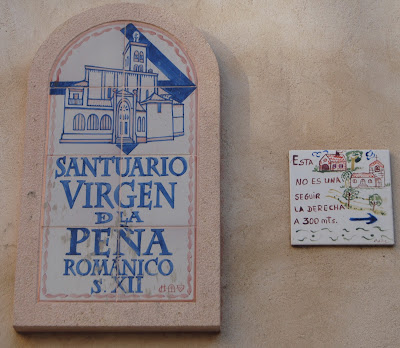 SANTUARIO
VIRGEN
D LA
PEÑA
ROMÁNICO
S. XII
ESTA
NO ES UNA
SEGUIR
LA DERECHA
A 300 mts.